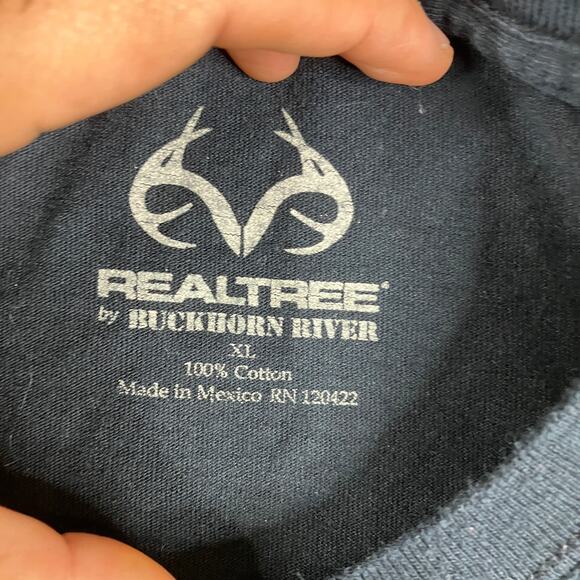 REALTREE®
by BUCKHORN RIVER
XL
100% Cotton
Made in Mexico RN 120422